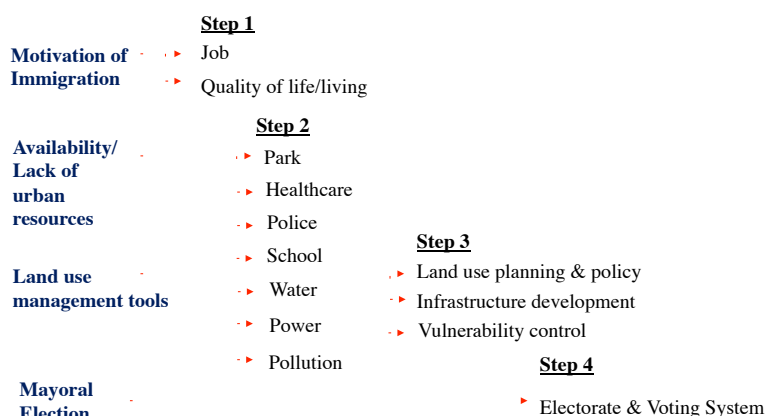 Step 1
Motivation of
Immigration
Job
Quality of life/living
Step 2
Availability/
Lack of
urban
resources
Park
Healthcare
Police
School
Water
Power
Pollution
Step 3
Land use
management tools
Land use planning & policy
Infrastructure development
Vulnerability control
Step 4
Mayoral
Election
Electorate & Voting System